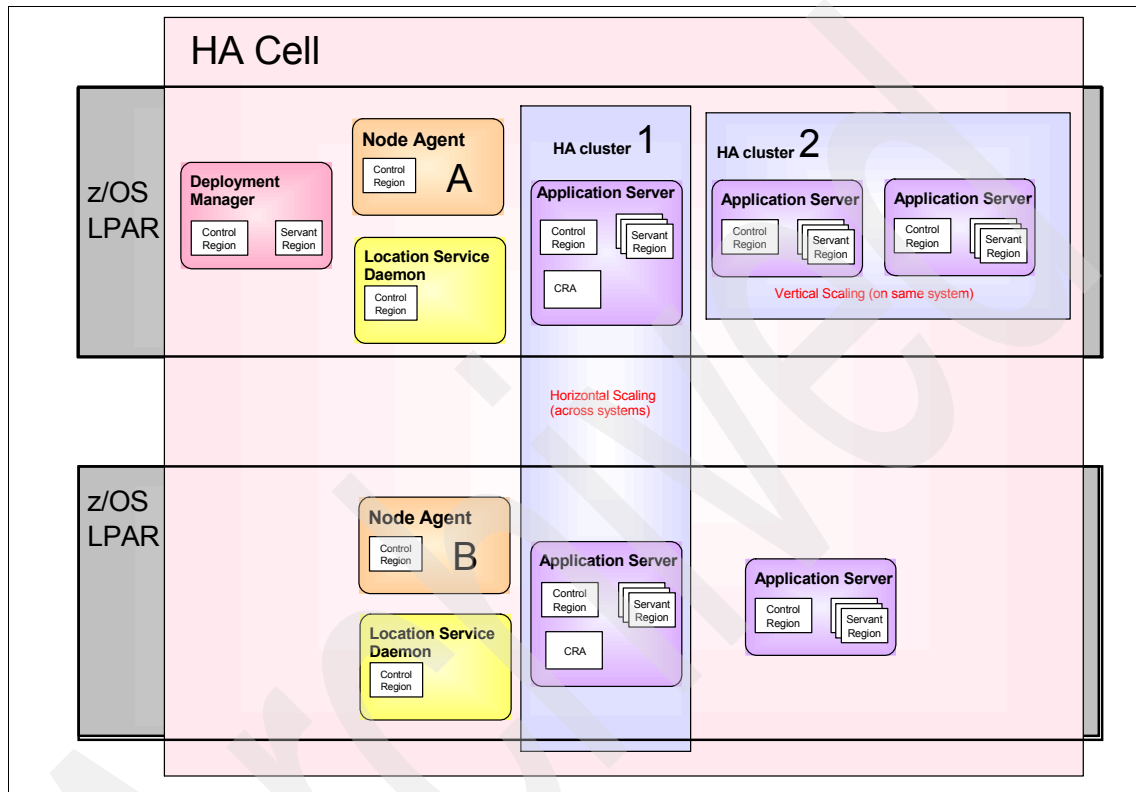 HA Cell
z/OS
LPAR
Deployment
Manager
Control
Region
Servant
Region
Node Agent
Control
Region
A
Location Service
Daemon
Control
Region
HA cluster 1
Application Server
Control
Region
Servant
Region
CRA
HA cluster 2
Application Server
Control
Region
Servant
Region
Application Server
Control
Region
Servant
Region
Vertical Scaling (on same system)
Horizontal Scaling
(across systems)
z/OS
LPAR
Node Agent
Control
Region
B
Location Service
Daemon
Control
Region
Application Server
Control
Region
Servant
Region
CRA
Application Server
Control
Region
Servant
Region
Archived